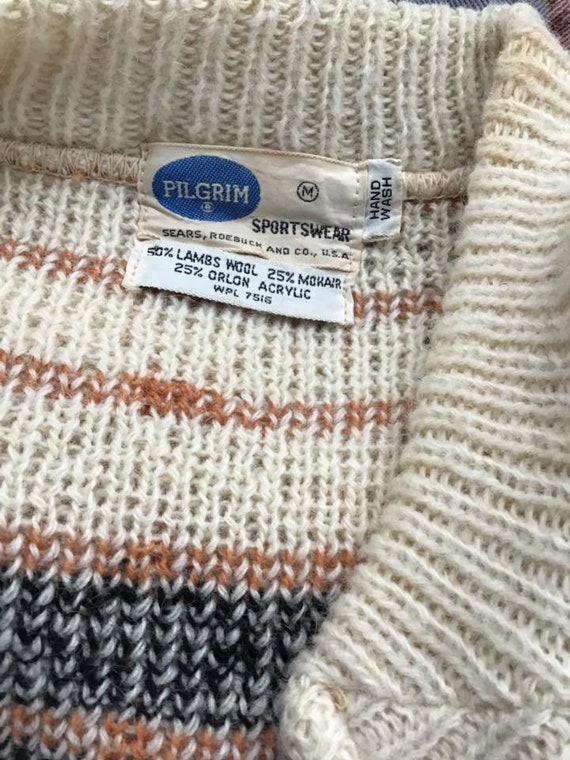 PILGRIM
®
M
SPORTSWEAR
SEARS, ROEBUCK AND CO., U.S.A
HAND
WASH
50% LAMBS WOOL 25% MOHAIR
25% ORLON ACRYLIC
WPL 7516